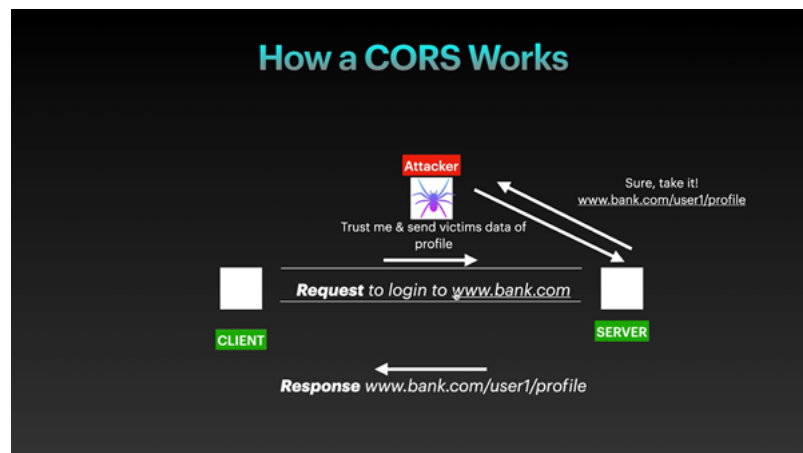 How a CORS Works
Attacker
Sure, take it!
www.bank.com/user1/profile
Trust me & send victims data of
profile
Request to login to www.bank.com
CLIENT
SERVER
Response www.bank.com/user1/profile